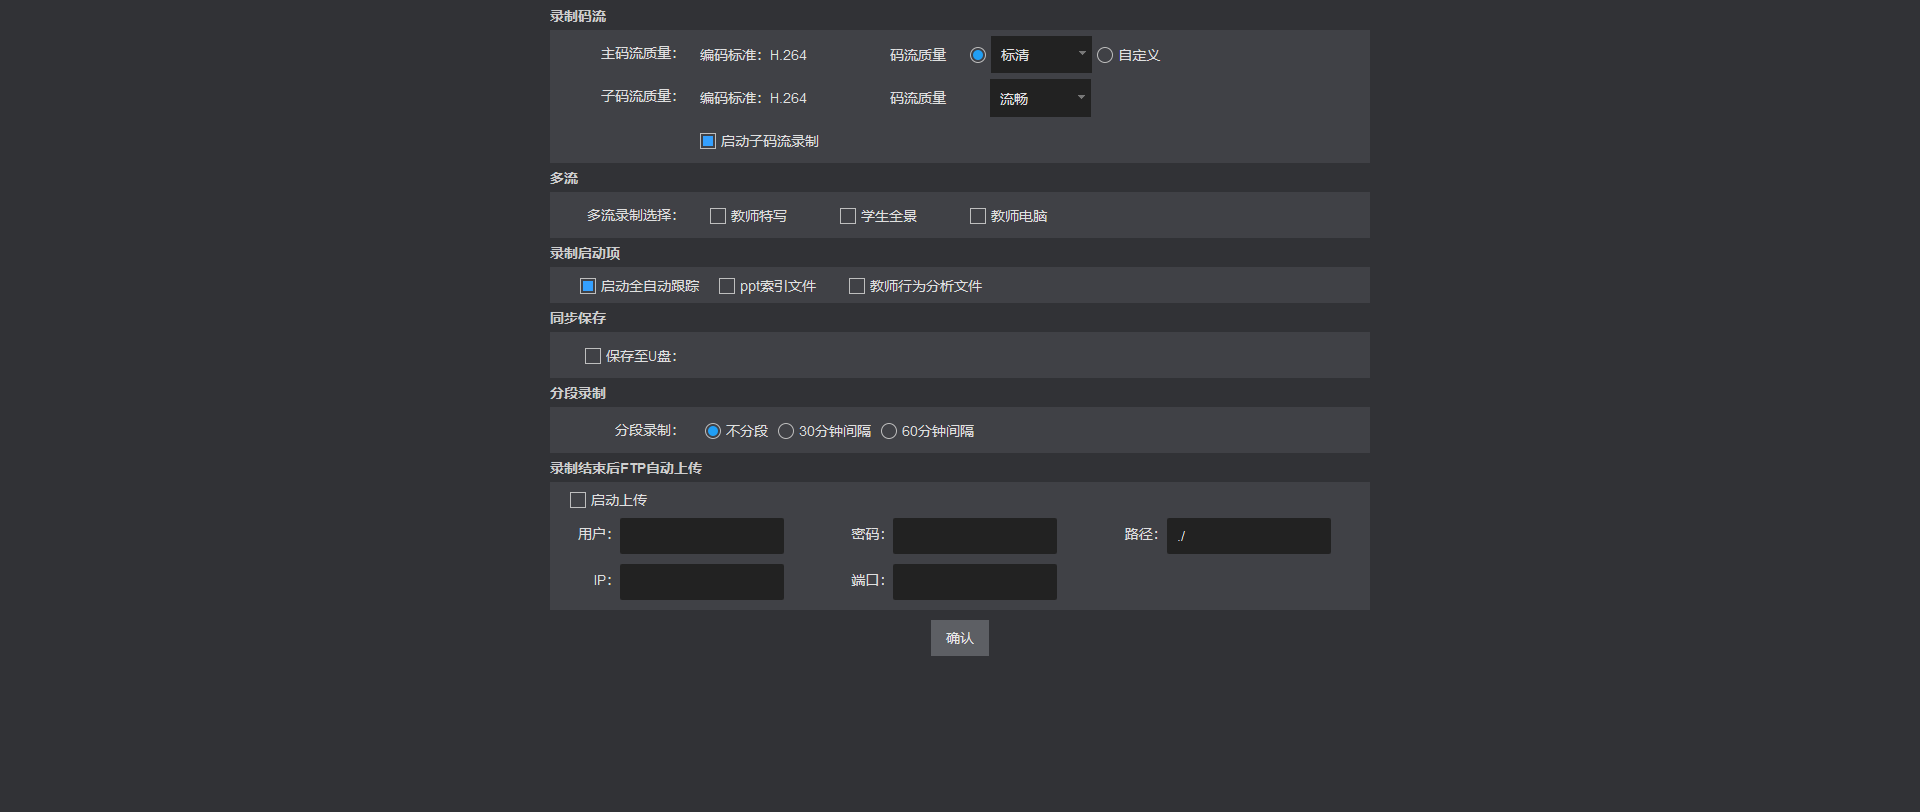 录制码流
主码流质量： 编码标准：H.264 码流质量 标清 自定义
子码流质量： 编码标准：H.264 码流质量 流畅
启动子码流录制
多流
多流录制选择： 教师特写 学生全景 教师电脑
录制启动项
启动全自动跟踪 ppt索引文件 教师行为分析文件
同步保存
保存至U盘：
分段录制
分段录制： 不分段 30分钟间隔 60分钟间隔
录制结束后FTP自动上传
启动上传
用户： 密码： 路径： ./
IP： 端口：
确认